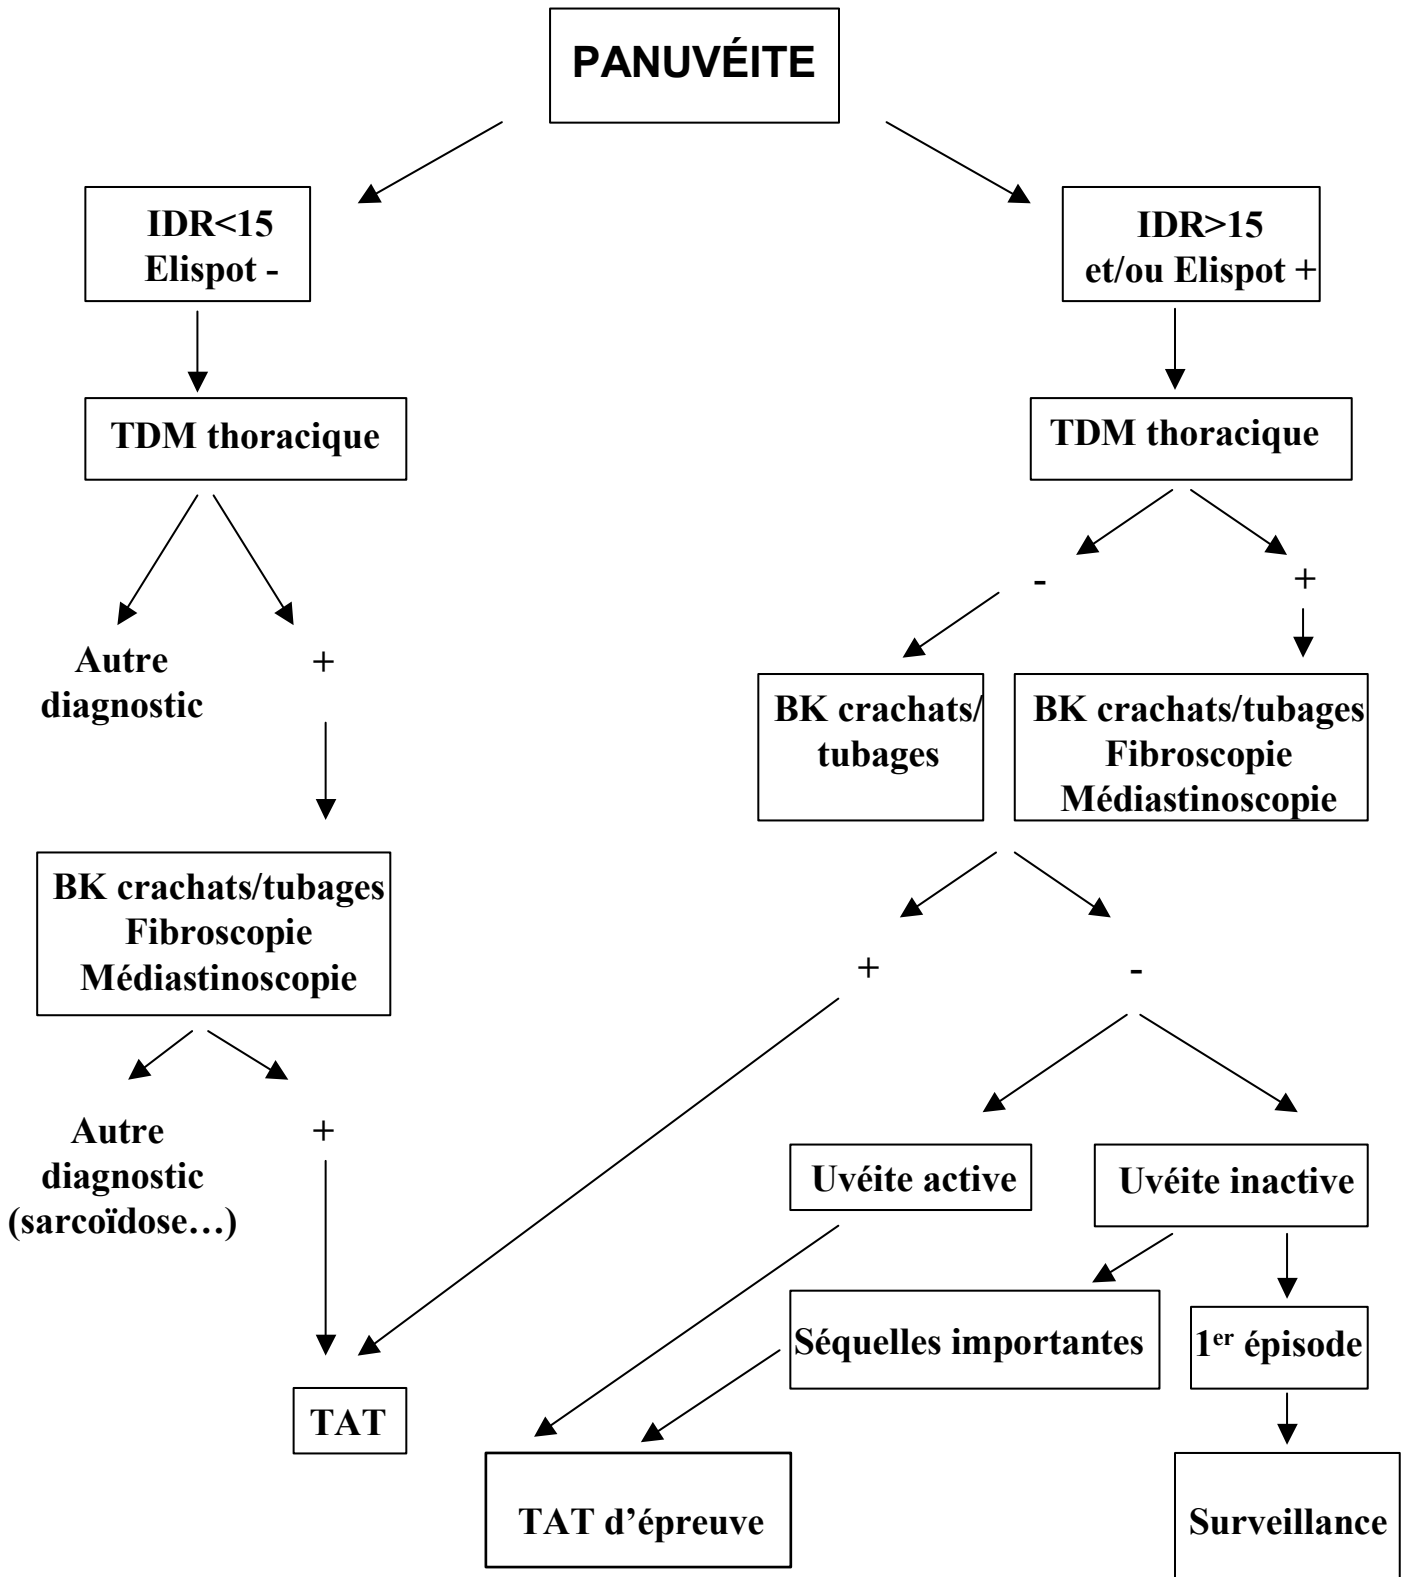 PANUVÉITE
IDR<15
Elispot -
IDR>15
et/ou Elispot +
TDM thoracique
TDM thoracique
-
+
Autre
diagnostic
+
BK crachats/
tubages
BK crachats/tubages
Fibroscopie
Médiastinoscopie
BK crachats/tubages
Fibroscopie
Médiastinoscopie
+
-
Autre
diagnostic
(sarcoïdose…)
+
Uvéite active
Uvéite inactive
Séquelles importantes
1er épisode
TAT
TAT d’épreuve
Surveillance